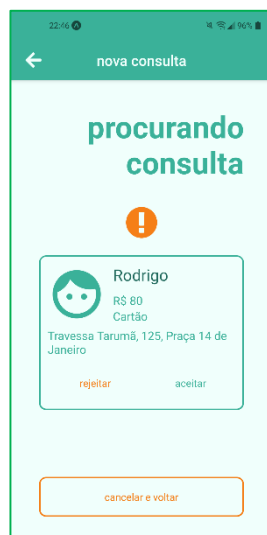 22:46 96%
nova consulta
procurando
consulta
Rodrigo
R$ 80
Cartão
Travessa Tarumã, 125, Praça 14 de
Janeiro
rejeitar aceitar
cancelar e voltar